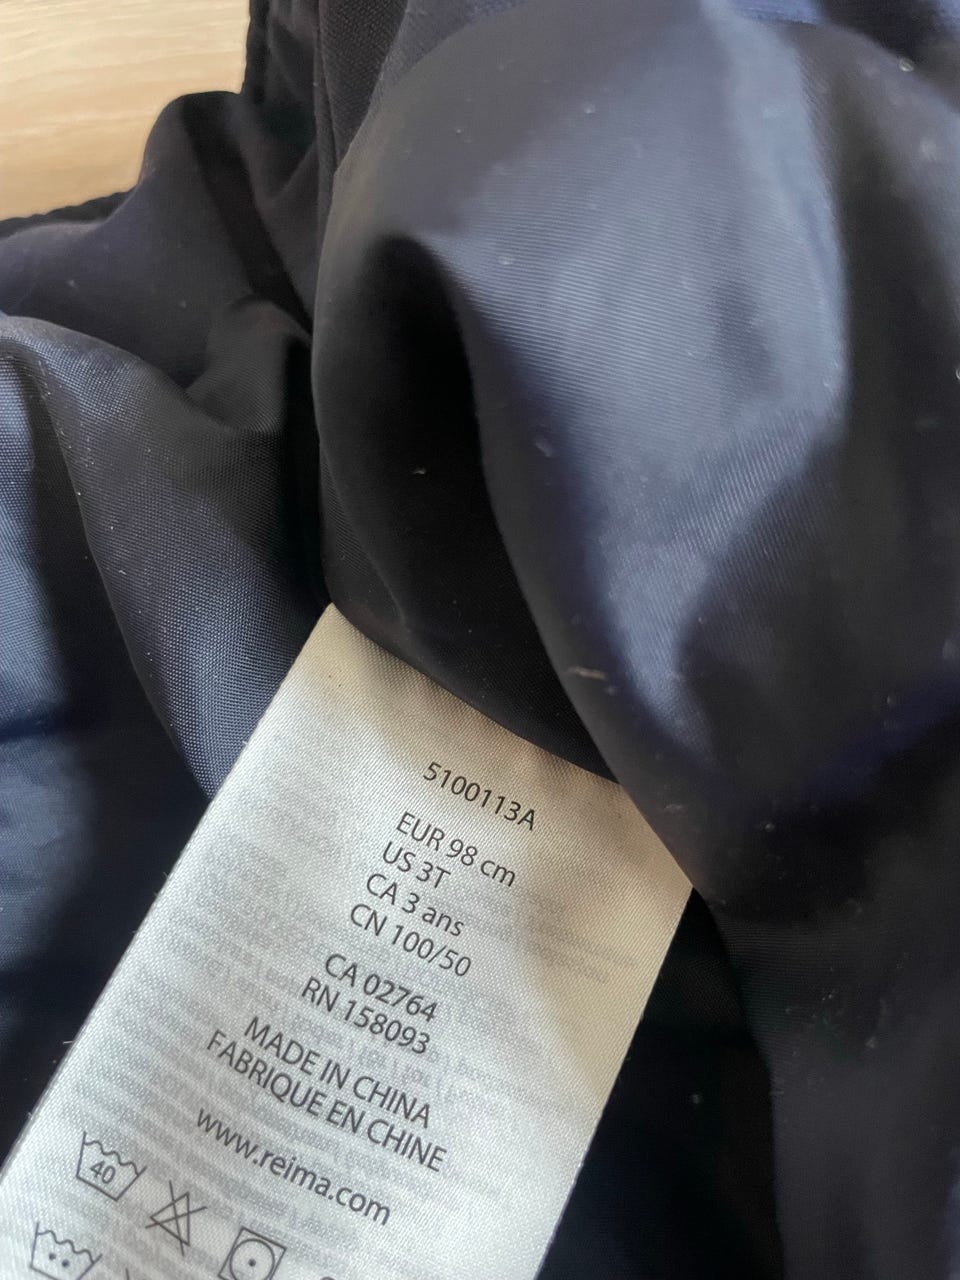 5100113A
EUR 98 cm
US 3T
CA 3 ans
CN 100/50
CA 02764
RN 158093
MADE IN CHINA
FABRIQUE EN CHINE
www.reima.com
40